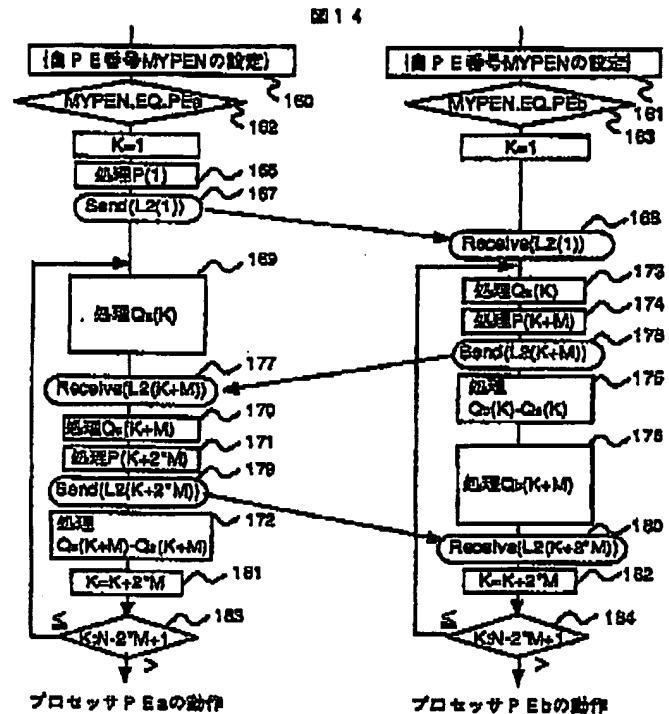 図14
{自PE番号MYPENの設定}
160
MYPEN.EQ.PEa
162
K=1
処理P(1)
165
Send(L2(1))
167
169
処理Qa(K)
177
Receive(L2(K+M))
170
処理Qs(K+M)
171
処理P(K+2*M)
179
Send(L2(K+2*M))
172
処理
Qa(K+M)-Qs(K+M)
K=K+2*M
181
183
≦
K:N-2*M+1
>
プロセッサPEaの動作
{自PE番号MYPENの設定}
161
MYPEN.EQ.PEb
163
K=1
168
Receive(L2(1))
173
処理Qs(K)
174
処理P(K+M)
178
Send(L2(K+M))
175
処理
Qb(K)-Qs(K)
176
処理Qb(K+M)
180
Receive(L2(K+2*M))
K=K+2*M
182
184
≦
K:N-2*M+1
>
プロセッサPEbの動作